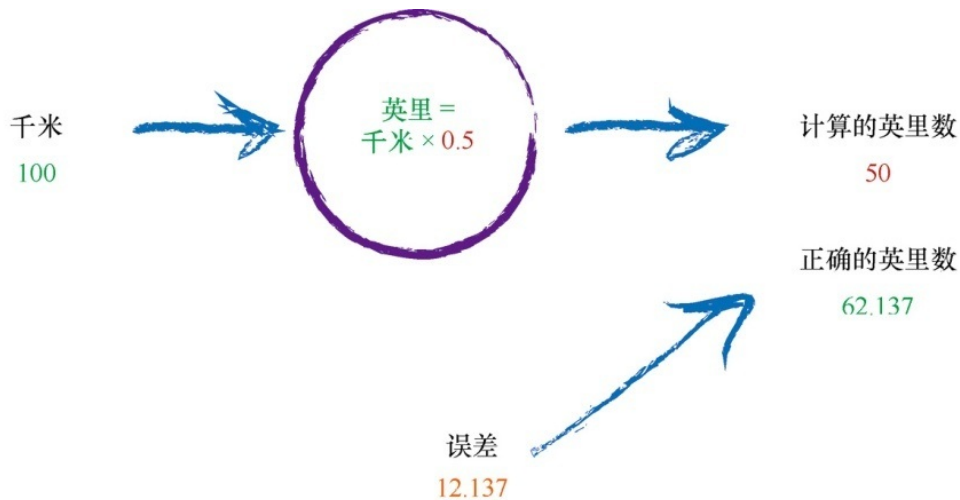 千米
100
英里 =
千米 × 0.5
计算的英里数
50
正确的英里数
62.137
误差
12.137